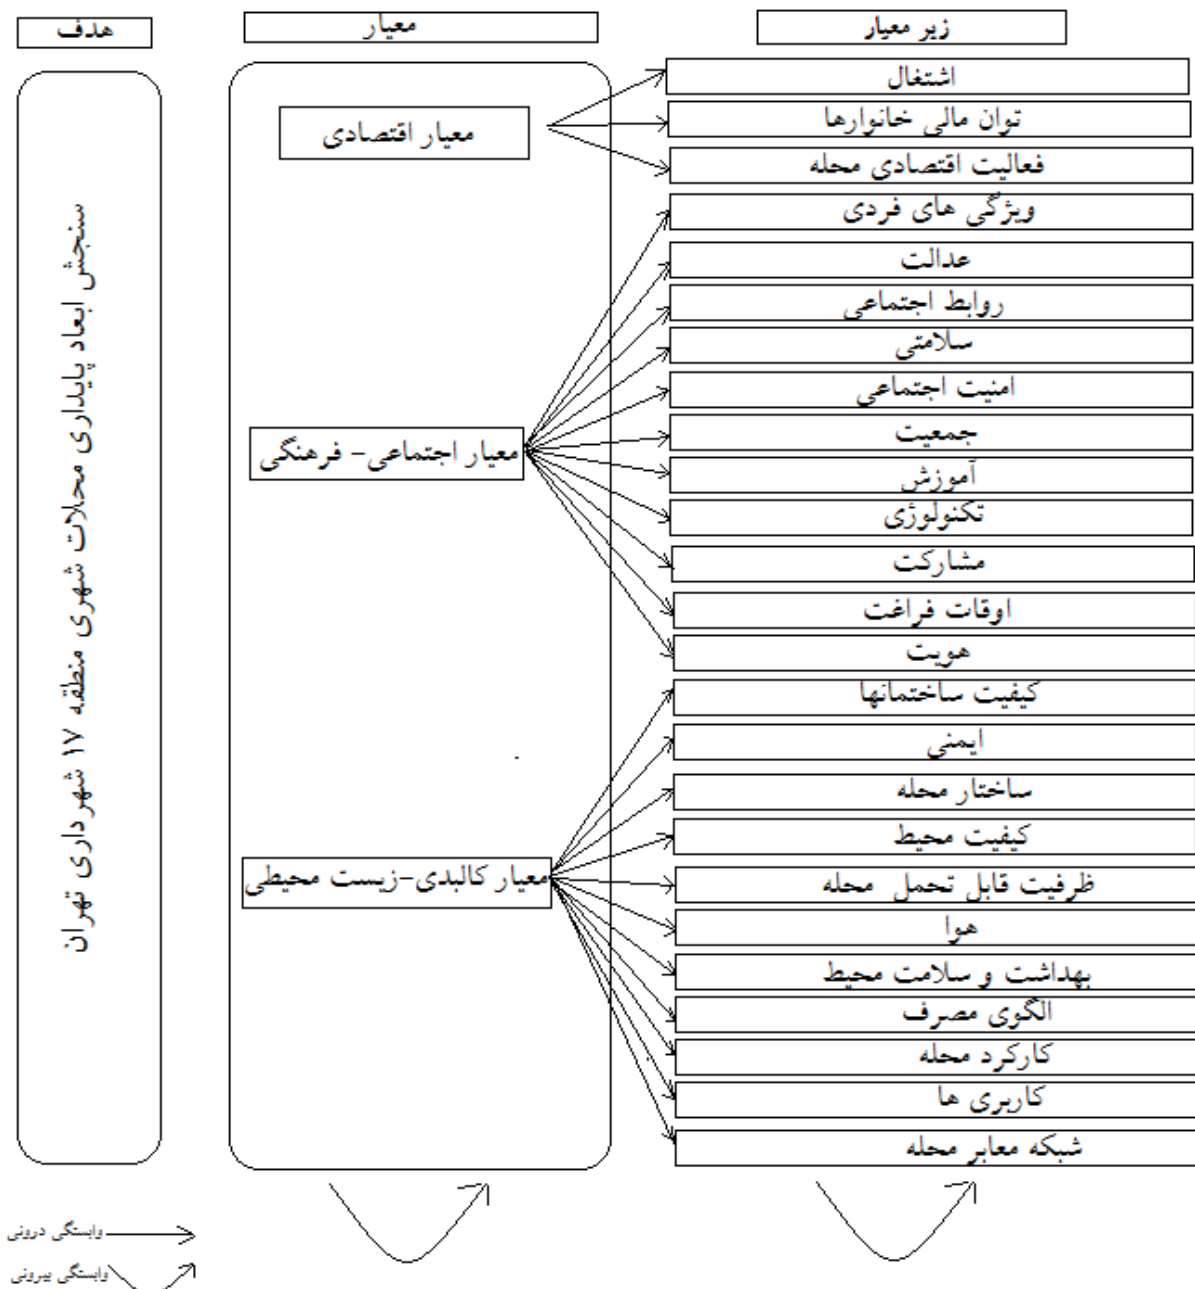 هدف
معیار
زیر معیار
سنجش ابعاد پایداری محلات شهری منطقه ۱۷ شهرداری تهران
معیار اقتصادی
معیار اجتماعی- فرهنگی
معیار کالبدی-زیست محیطی
اشتغال
توان مالی خانوارها
فعالیت اقتصادی محله
ویژگی های فردی
عدالت
روابط اجتماعی
سلامتی
امنیت اجتماعی
جمعیت
آموزش
تکنولوژی
مشارکت
اوقات فراغت
هویت
کیفیت ساختمانها
ایمنی
ساختار محله
کیفیت محیط
ظرفیت قابل تحمل محله
هوا
بهداشت و سلامت محیط
الگوی مصرف
کارکرد محله
کاربری ها
شبکه معابر محله
وابستگی درونی
وابستگی بیرونی